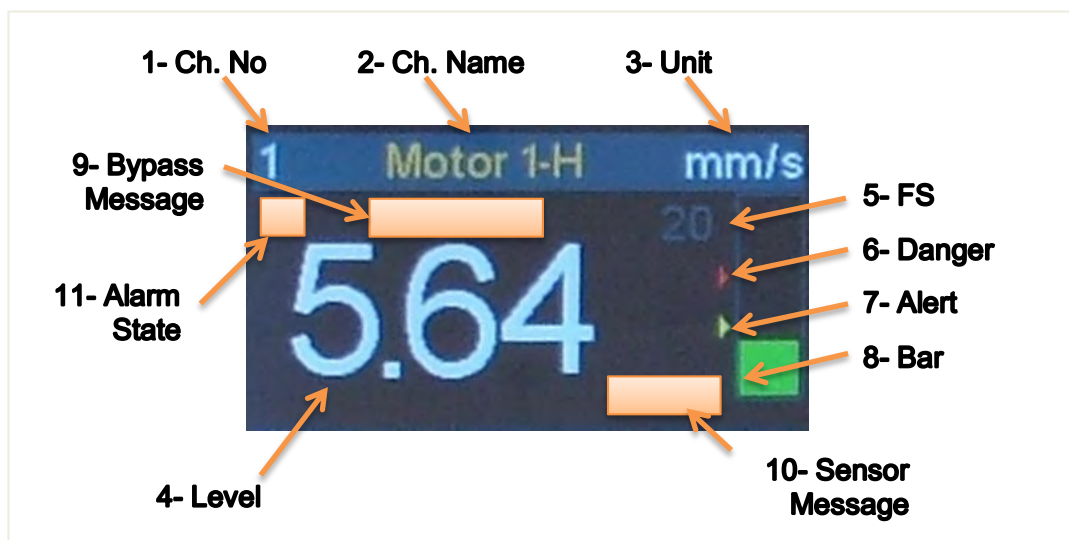 1- Ch. No
2- Ch. Name
3- Unit
1
Motor 1-H
mm/s
9- Bypass
Message
20
5- FS
6- Danger
11- Alarm
State
5.64
7- Alert
8- Bar
4- Level
10- Sensor
Message